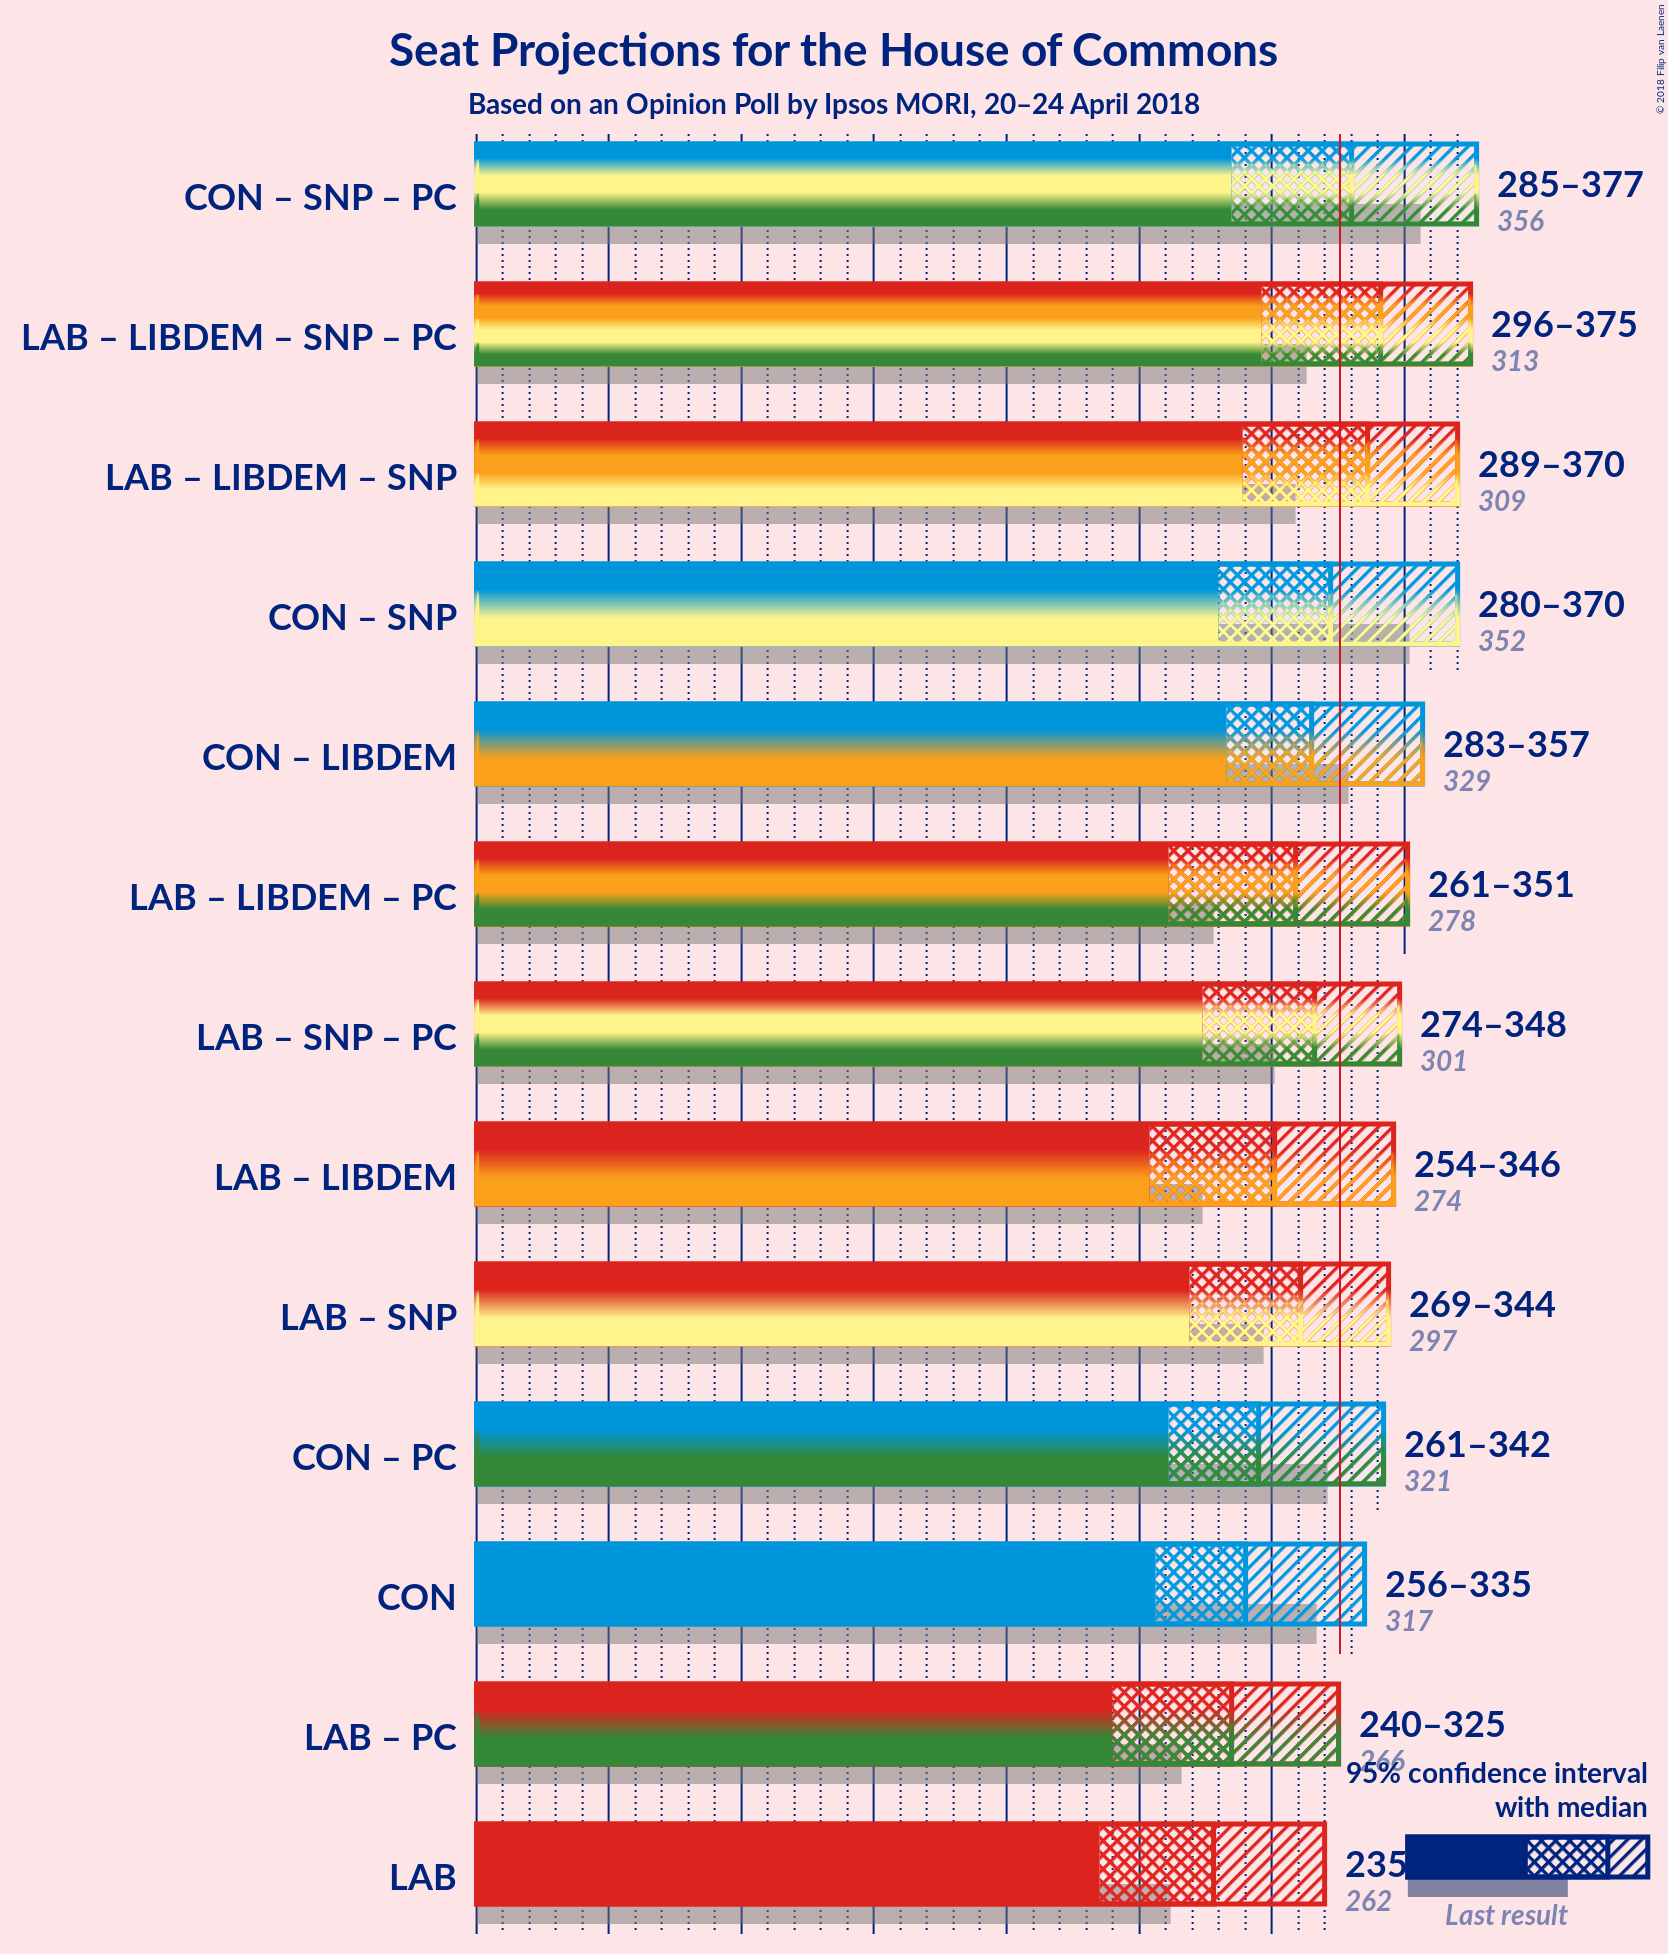 Seat Projections for the House of Commons
Based on an Opinion Poll by Ipsos MORI, 20–24 April 2018
© 2018 Filip van Laenen
CON – SNP – PC
285–377
356
LAB – LIBDEM – SNP – PC
296–375
313
LAB – LIBDEM – SNP
289–370
309
CON – SNP
280–370
352
CON – LIBDEM
283–357
329
LAB – LIBDEM – PC
261–351
278
LAB – SNP – PC
274–348
301
LAB – LIBDEM
254–346
274
LAB – SNP
269–344
297
CON – PC
261–342
321
CON
256–335
317
LAB – PC
240–325
266
95% confidence interval
with median
LAB
235
262
Last result